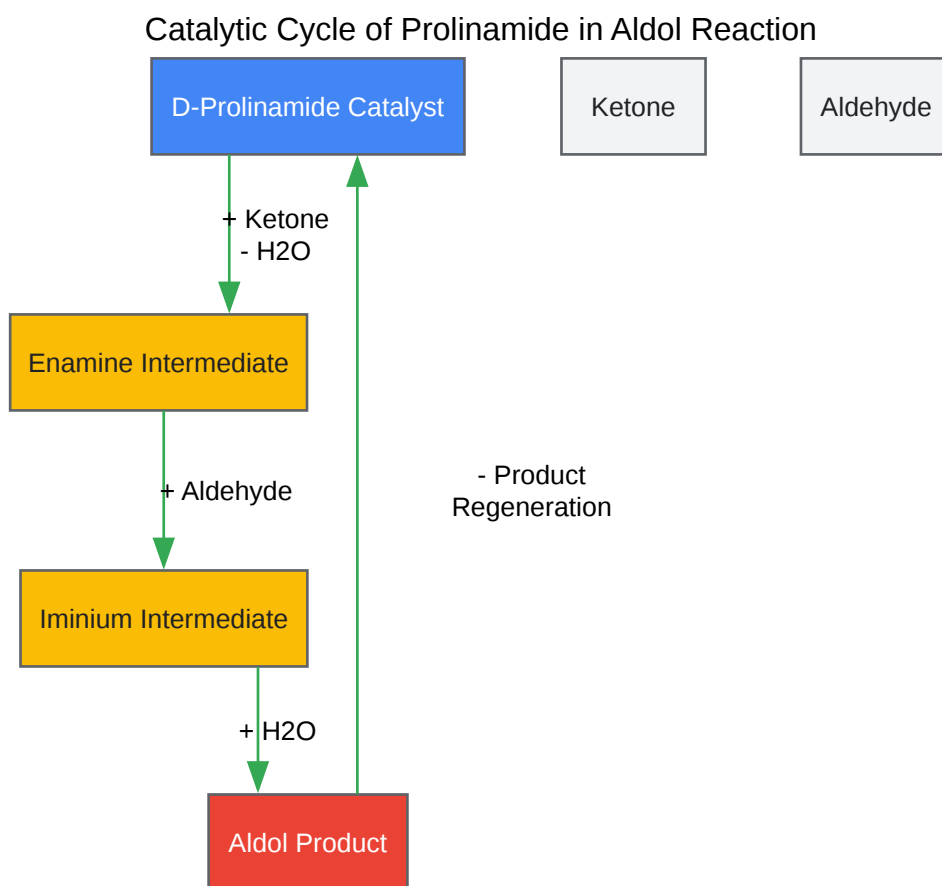 Catalytic Cycle of Prolinamide in Aldol Reaction
D-Prolinamide Catalyst
Ketone
Aldehyde
+ Ketone
- H2O
Enamine Intermediate
+ Aldehyde
- Product
Regeneration
Iminium Intermediate
+ H2O
Aldol Product